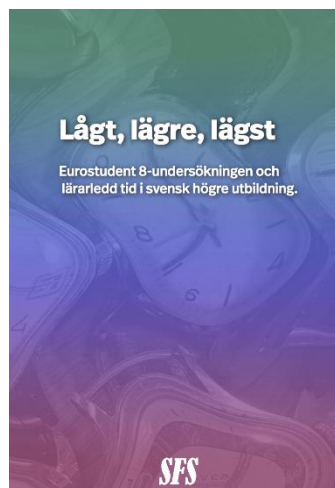 Lågt, lägre, lägst
Eurostudent 8-undersökningen och
lärarledd tid i svensk högre utbildning.
SFS